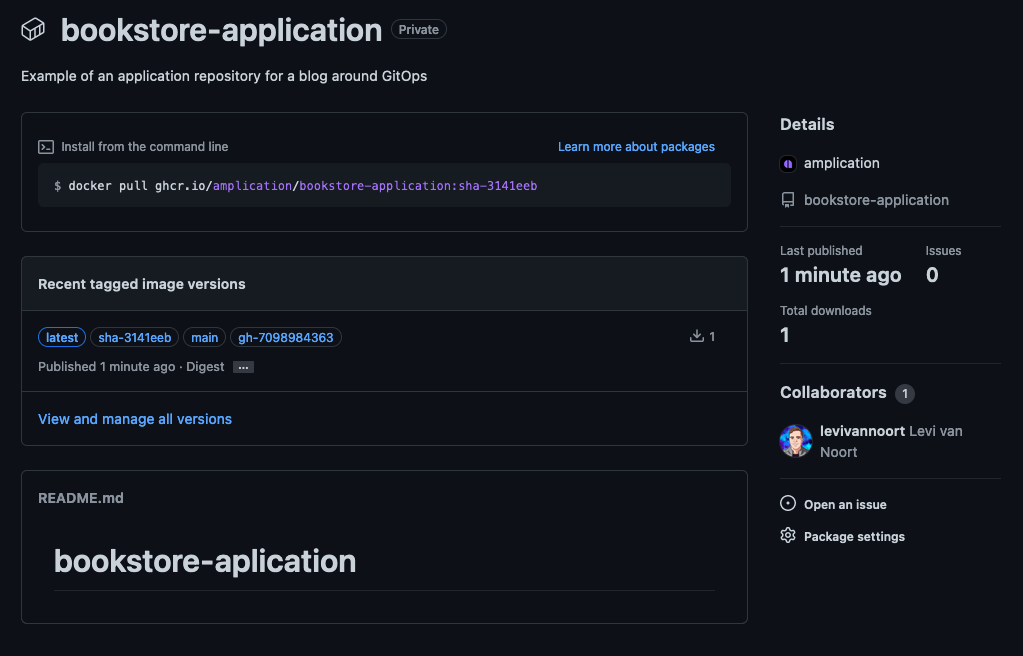 bookstore-application Private
Example of an application repository for a blog around GitOps
Install from the command line Learn more about packages
$ docker pull ghcr.io/amplication/bookstore-application:sha-3141eeb
Recent tagged image versions
latest sha-3141eeb main gh-7098984363 1
Published 1 minute ago · Digest ...
View and manage all versions
README.md
bookstore-aplication
Details
amplication
bookstore-application
Last published Issues
1 minute ago 0
Total downloads
1
Collaborators 1
levivannoort Levi van
Noort
Open an issue
Package settings